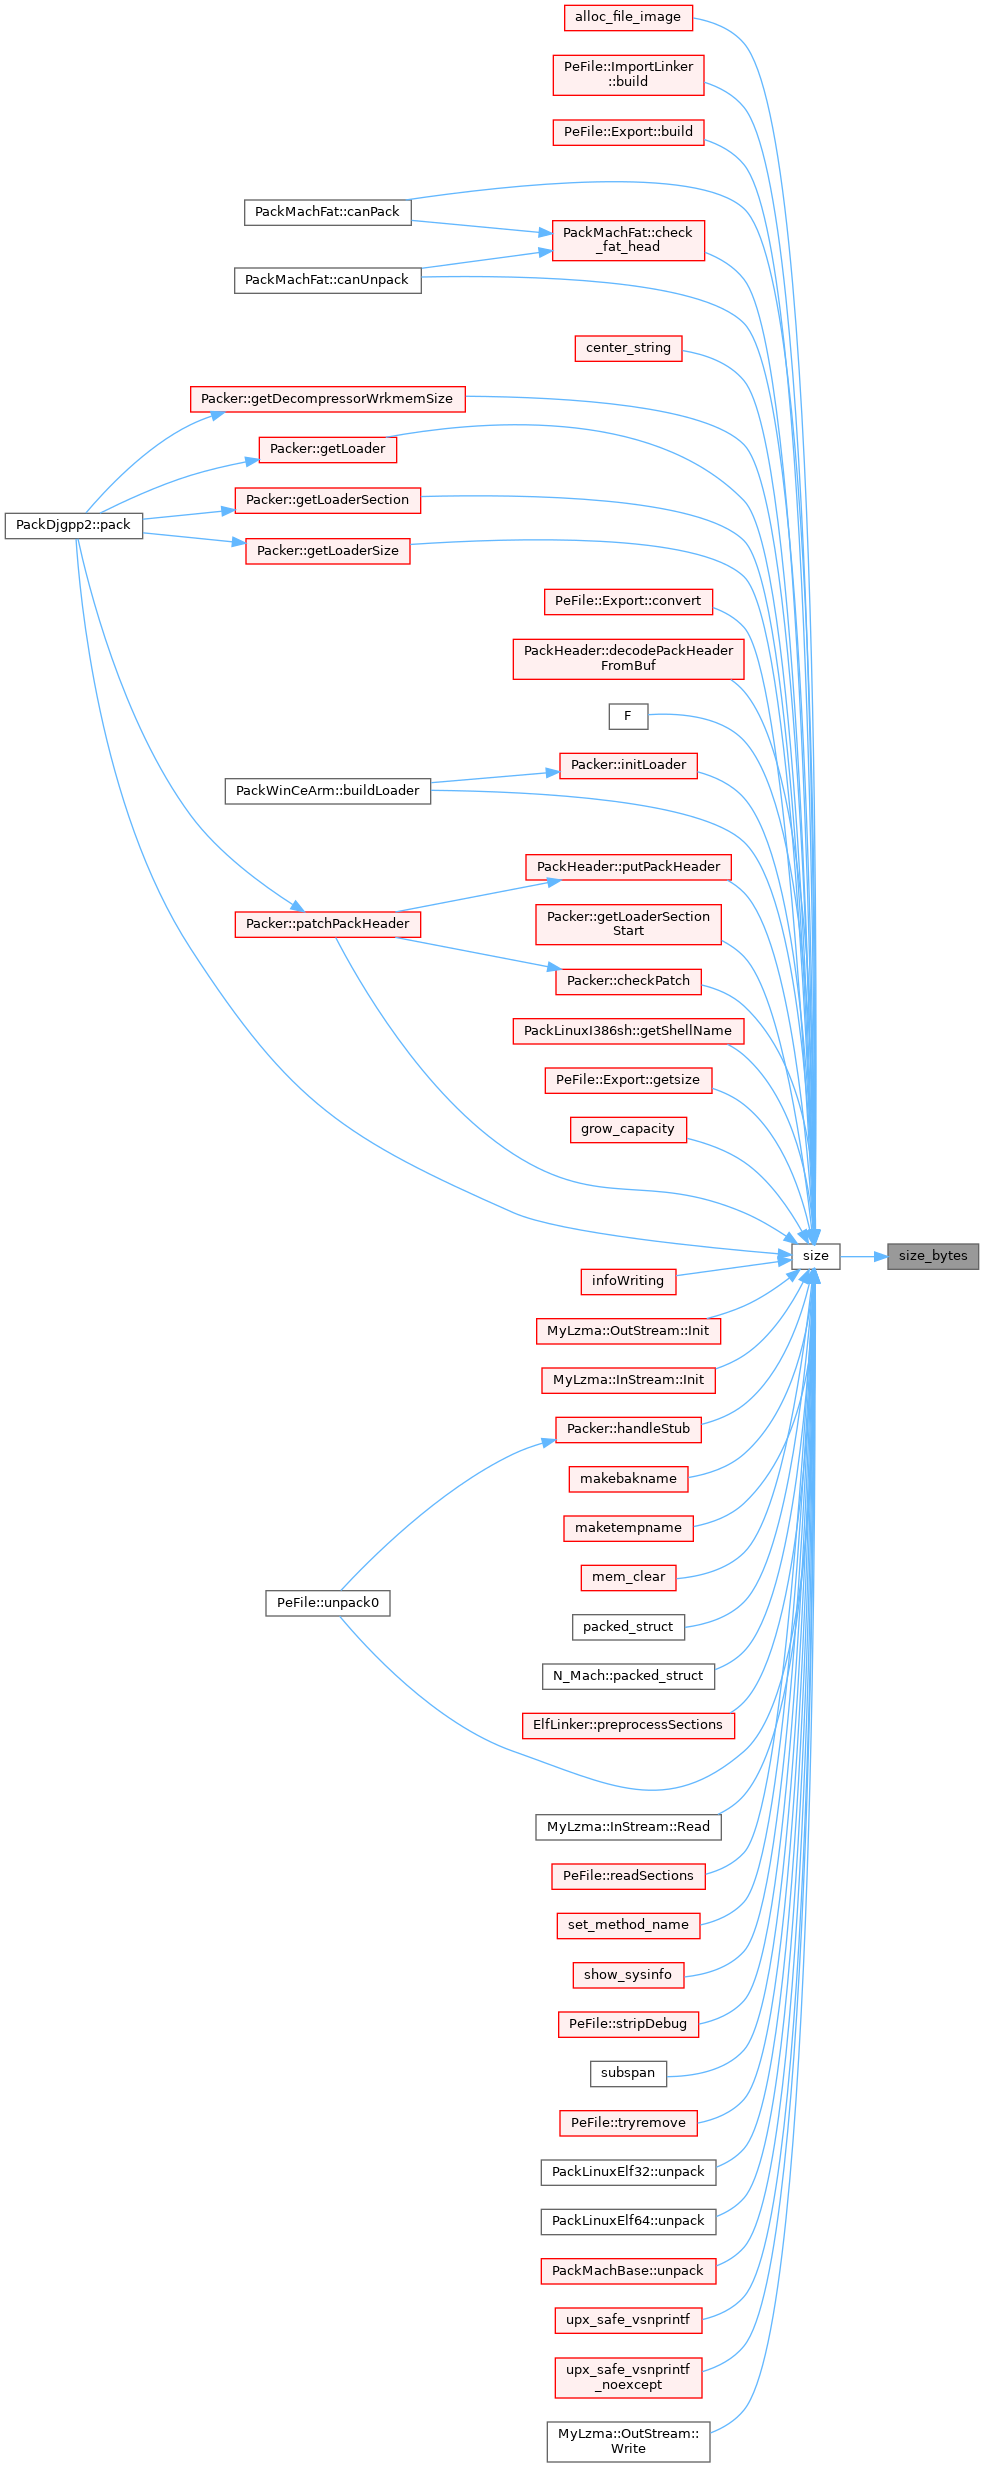 alloc_file_image
PeFile::ImportLinker
::build
PeFile::Export::build
PackMachFat::canPack
PackMachFat::check
_fat_head
PackMachFat::canUnpack
center_string
Packer::getDecompressorWrkmemSize
Packer::getLoader
Packer::getLoaderSection
PackDjgpp2::pack
Packer::getLoaderSize
PeFile::Export::convert
PackHeader::decodePackHeader
FromBuf
F
Packer::initLoader
PackWinCeArm::buildLoader
PackHeader::putPackHeader
Packer::getLoaderSection
Start
Packer::patchPackHeader
Packer::checkPatch
PackLinuxI386sh::getShellName
PeFile::Export::getsize
grow_capacity
size
size_bytes
infoWriting
MyLzma::OutStream::Init
MyLzma::InStream::Init
Packer::handleStub
makebakname
maketempname
mem_clear
PeFile::unpack0
packed_struct
N_Mach::packed_struct
ElfLinker::preprocessSections
MyLzma::InStream::Read
PeFile::readSections
set_method_name
show_sysinfo
PeFile::stripDebug
subspan
PeFile::tryremove
PackLinuxElf32::unpack
PackLinuxElf64::unpack
PackMachBase::unpack
upx_safe_vsnprintf
upx_safe_vsnprintf
_noexcept
MyLzma::OutStream::
Write